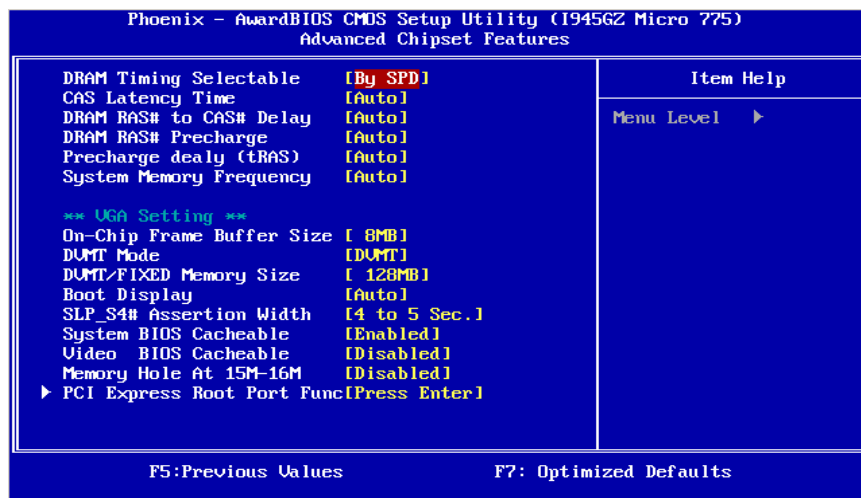 Phoenix - AwardBIOS CMOS Setup Utility (I945GZ Micro 775)
Advanced Chipset Features
DRAM Timing Selectable [By SPD]
CAS Latency Time [Auto]
DRAM RAS# to CAS# Delay [Auto]
DRAM RAS# Precharge [Auto]
Precharge dealy (tRAS) [Auto]
System Memory Frequency [Auto]
** VGA Setting **
On-Chip Frame Buffer Size [ 8MB]
DVMT Mode [DVMT]
DVMT/FIXED Memory Size [ 128MB]
Boot Display [Auto]
SLP_S4# Assertion Width [4 to 5 Sec.]
System BIOS Cacheable [Enabled]
Video BIOS Cacheable [Disabled]
Memory Hole At 15M-16M [Disabled]
PCI Express Root Port Func[Press Enter]
Item Help
Menu Level
F5:Previous Values F7: Optimized Defaults